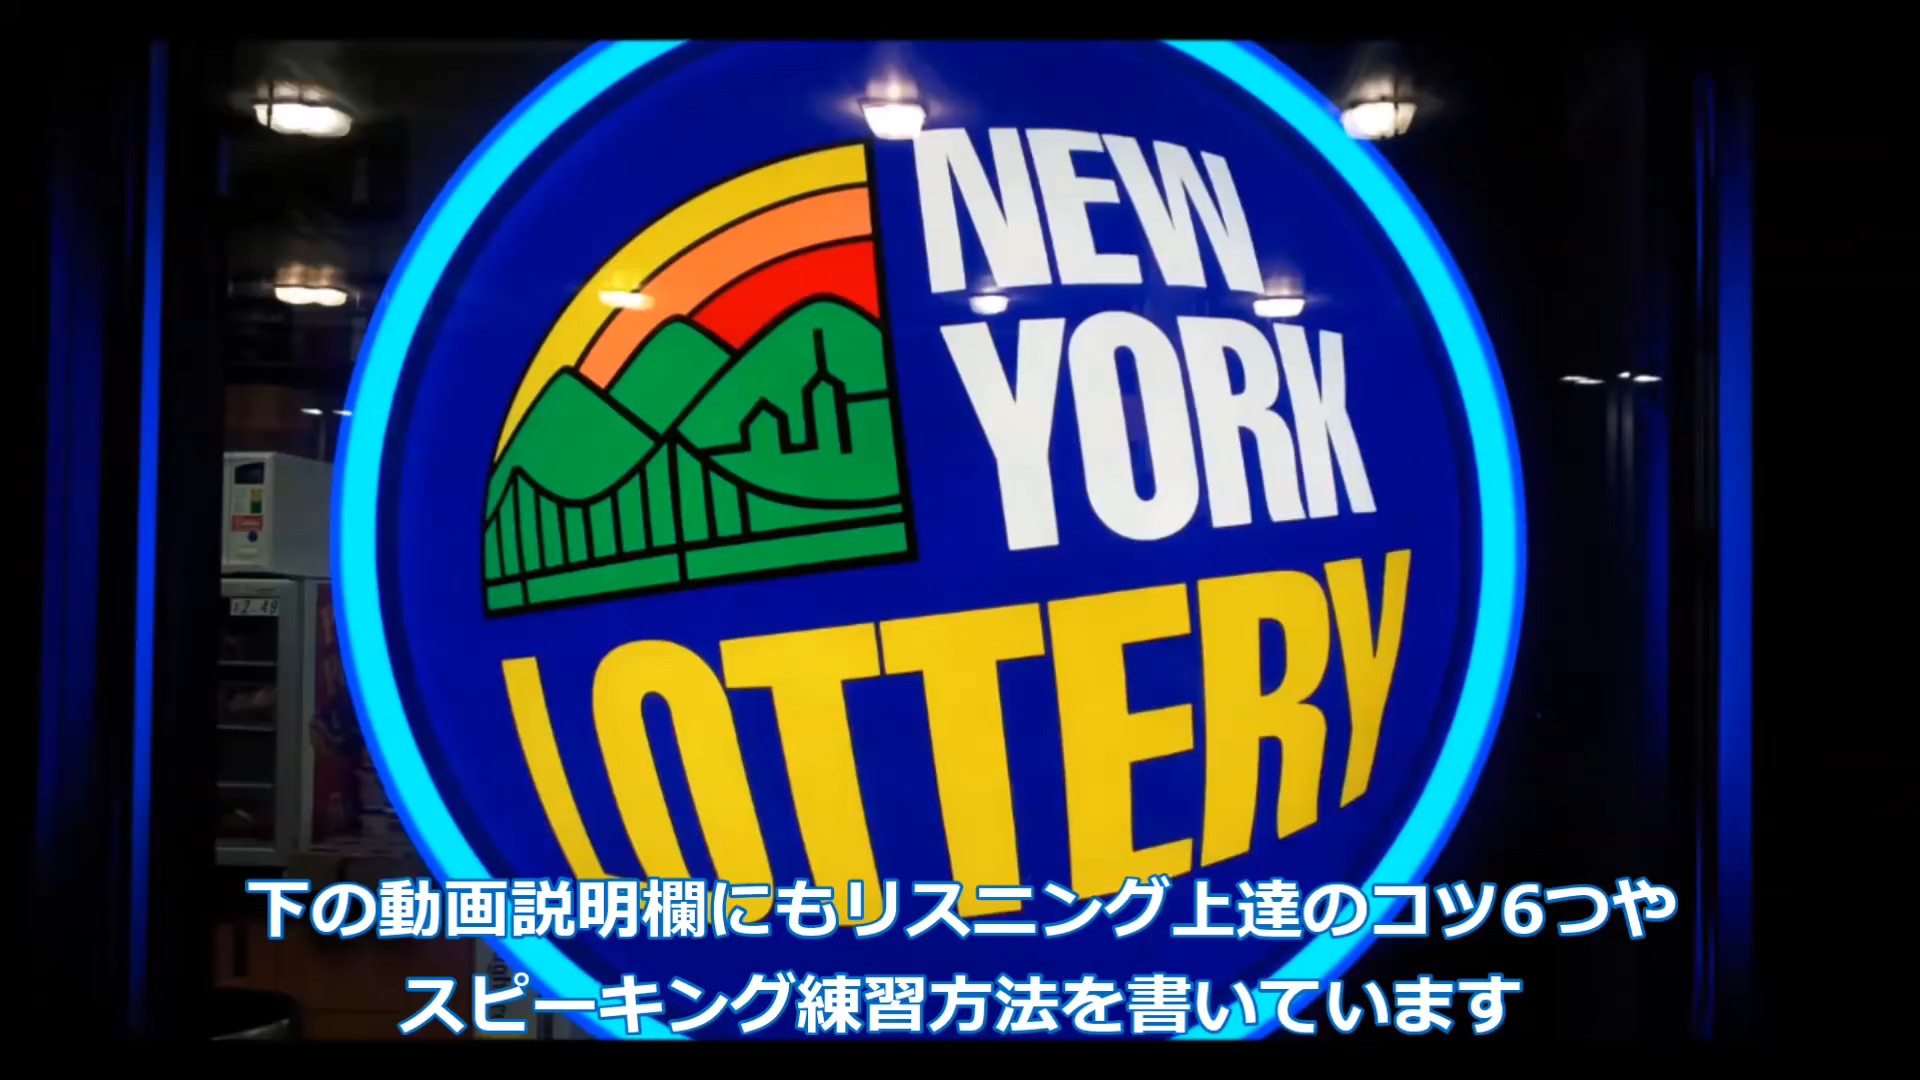 NEW
YORK
LOTTERY
12.49
下の動画説明欄にもリスニング上達のコツ6つや
スピーキング練習方法を書いています